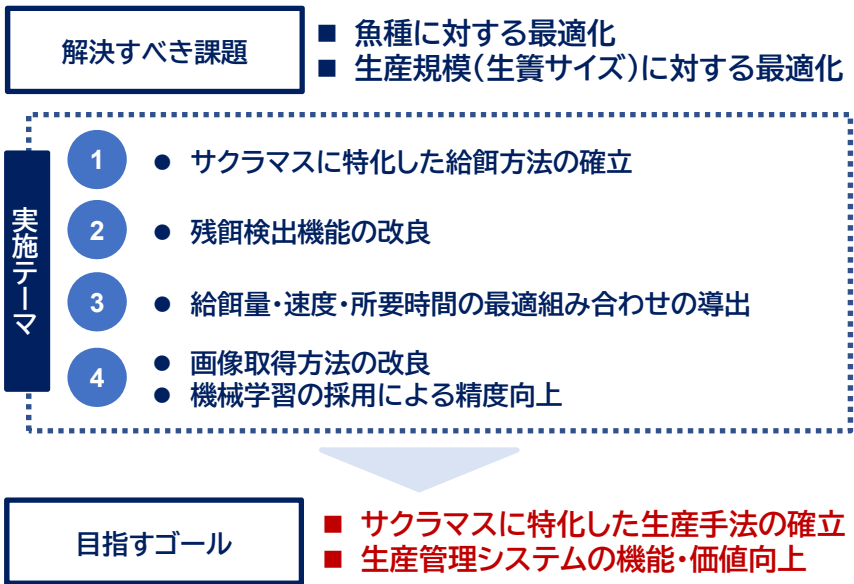 解決すべき課題
■ 魚種に対する最適化
■ 生産規模（生簀サイズ）に対する最適化
実施テーマ
1
● サクラマスに特化した給餌方法の確立
2
● 残餌検出機能の改良
3
● 給餌量・速度・所要時間の最適組み合わせの導出
4
● 画像取得方法の改良
● 機械学習の採用による精度向上
目指すゴール
■ サクラマスに特化した生産手法の確立
■ 生産管理システムの機能・価値向上